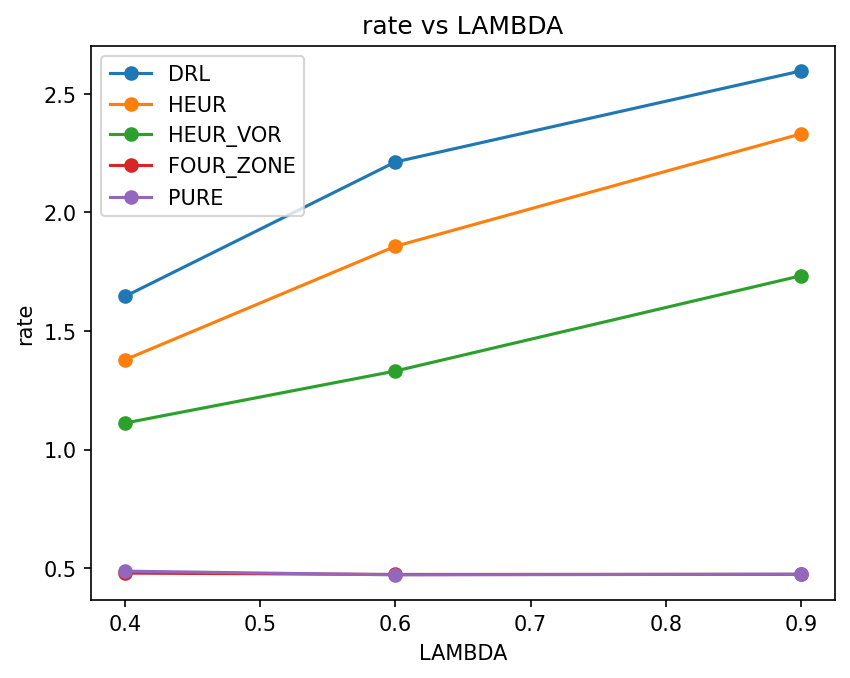 rate vs LAMBDA
DRL
HEUR
HEUR_VOR
FOUR_ZONE
PURE
rate
2.5
2.0
1.5
1.0
0.5
0.4
0.5
0.6
0.7
0.8
0.9
LAMBDA